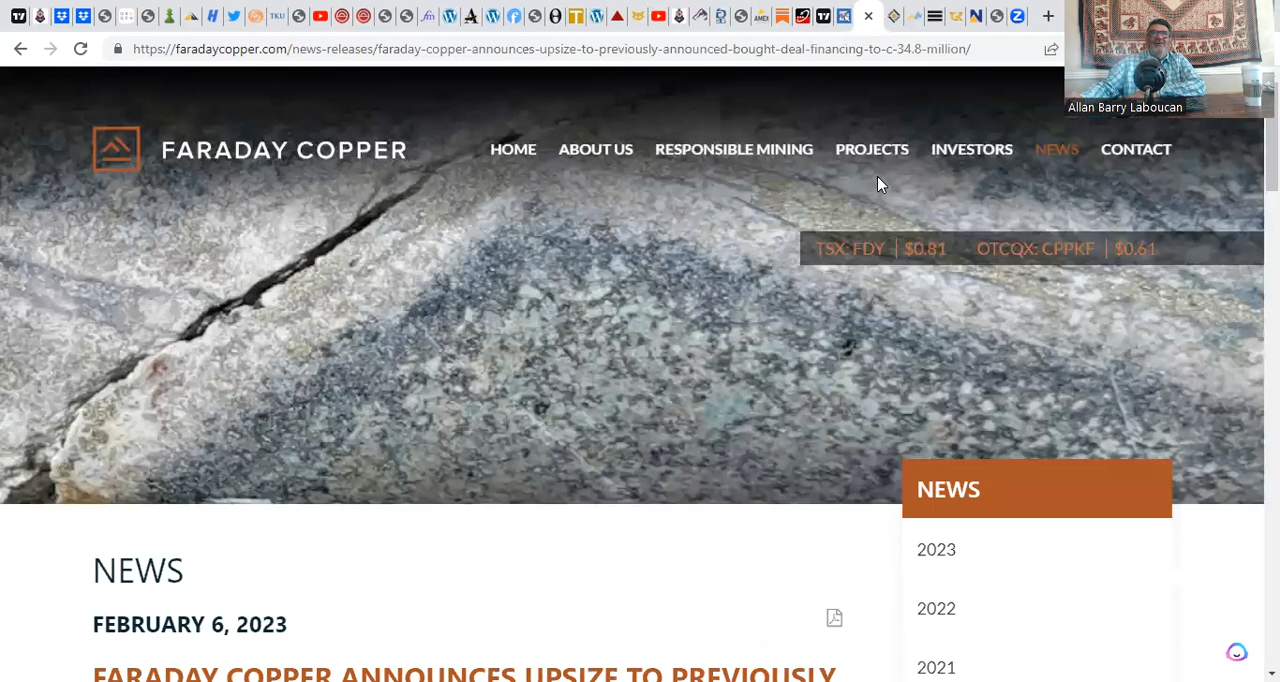 TKU
AMEX
https://faradaycopper.com/news-releases/faraday-copper-announces-upsize-to-previously-announced-bought-deal-financing-to-c-34.8-million/
Allan Barry Laboucan
FARADAY COPPER
HOME ABOUT US RESPONSIBLE MINING PROJECTS INVESTORS NEWS CONTACT
TSX: FDY | $0.81 OTCQX: CPPKF | $0.61
NEWS
2023
2022
2021
NEWS
FEBRUARY 6, 2023
FARADAY COPPER ANNOUNCES UPSIZE TO PREVIOUSLY